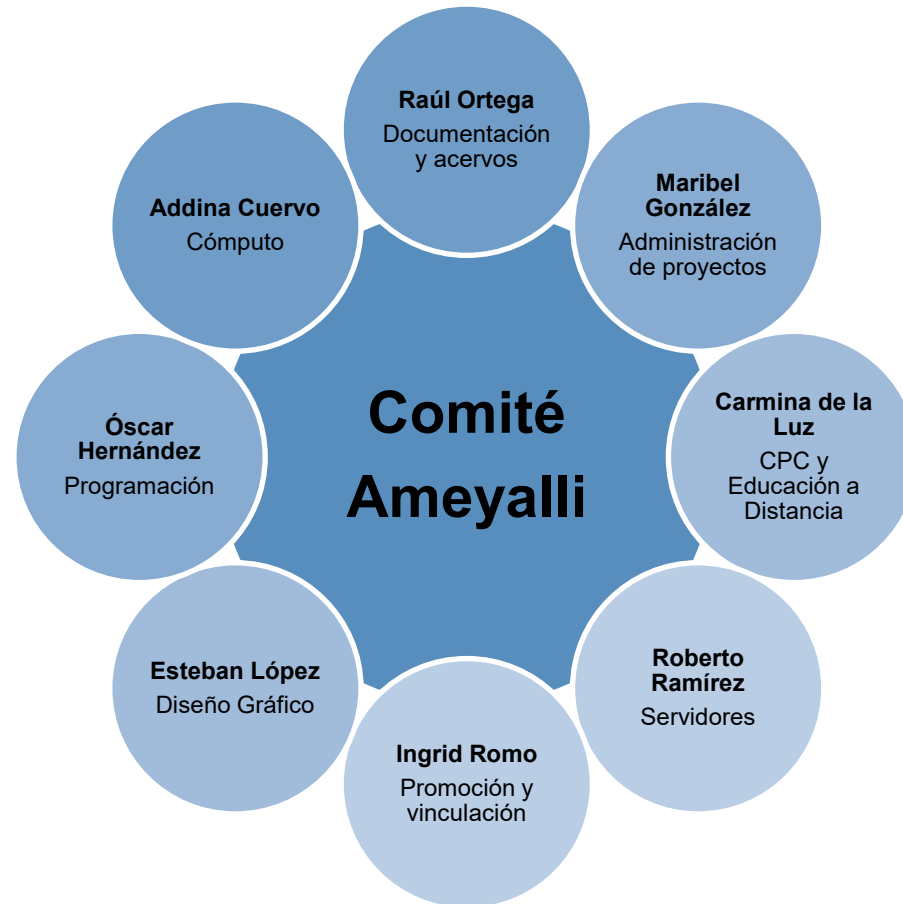 Raúl Ortega
Documentación
y acervos
Maribel
González
Administración
de proyectos
Carmina de la
Luz
CPC y
Educación a
Distancia
Roberto
Ramírez
Servidores
Ingrid Romo
Promoción y
vinculación
Esteban López
Diseño Gráfico
Óscar
Hernández
Programación
Addina Cuervo
Cómputo
Comité
Ameyalli